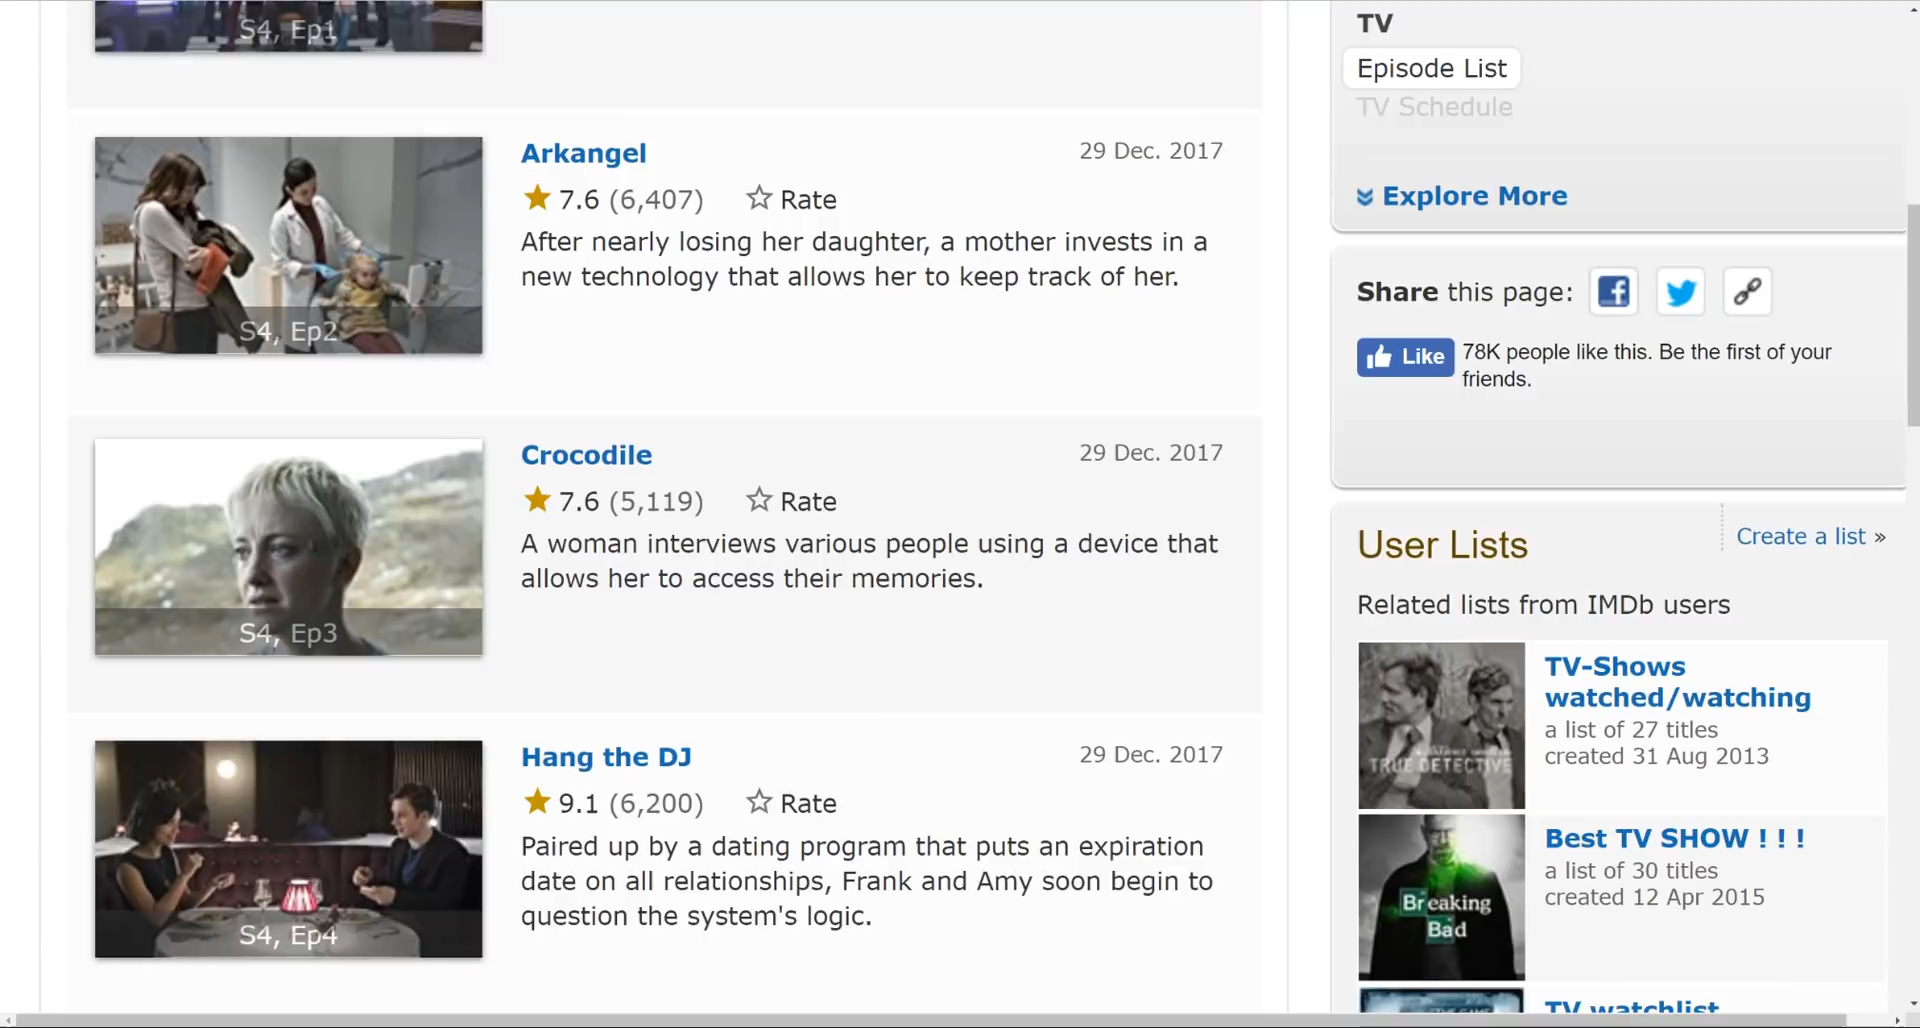 S4, Ep1
Arkangel
29 Dec. 2017
7.6 (6,407) Rate
After nearly losing her daughter, a mother invests in a
new technology that allows her to keep track of her.
S4, Ep2
Crocodile
29 Dec. 2017
7.6 (5,119) Rate
A woman interviews various people using a device that
allows her to access their memories.
S4, Ep3
Hang the DJ
29 Dec. 2017
9.1 (6,200) Rate
Paired up by a dating program that puts an expiration
date on all relationships, Frank and Amy soon begin to
question the system's logic.
S4, Ep4
TV
Episode List
TV Schedule
Explore More
Share this page:
Like 78K people like this. Be the first of your
friends.
User Lists
Create a list »
Related lists from IMDb users
TRUE DETECTIVE
TV-Shows
watched/watching
a list of 27 titles
created 31 Aug 2013
Breaking
Bad
Best TV SHOW ! ! !
a list of 30 titles
created 12 Apr 2015
TV watchlist